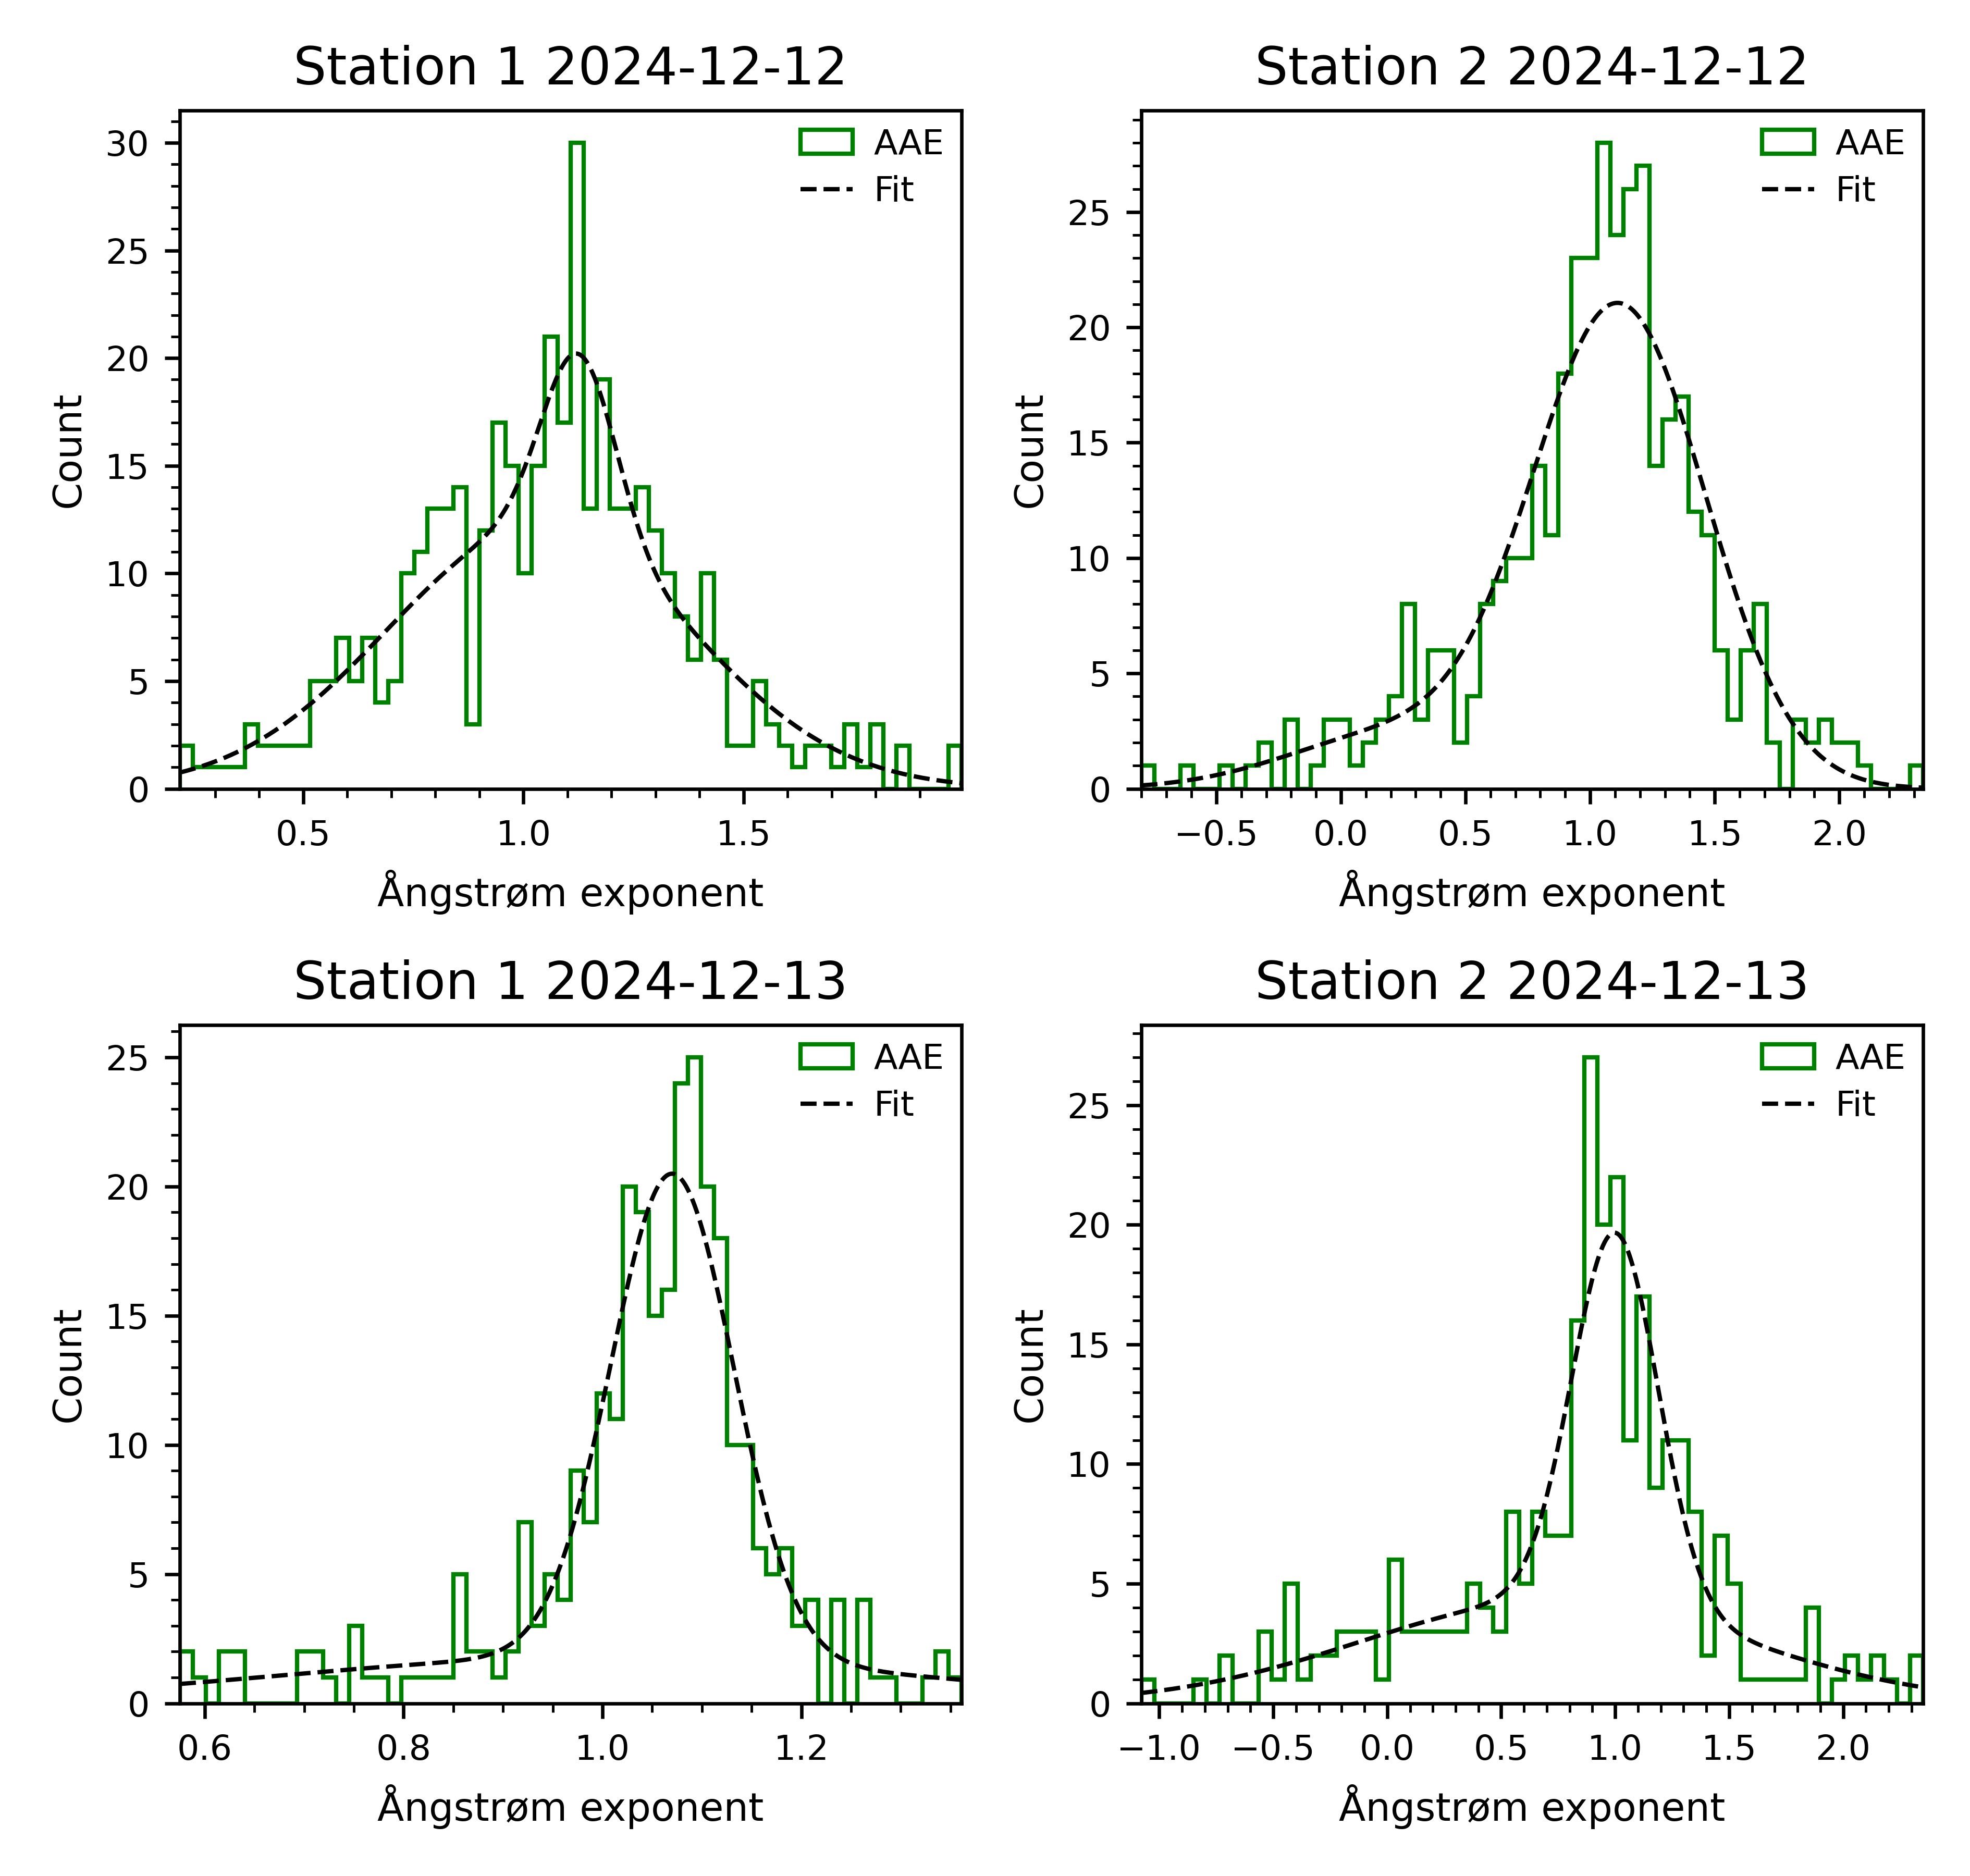 Station 1 2024-12-12
Count
30
25
20
15
10
5
0
0.5 1.0 1.5
Ångstrøm exponent
AAE
Fit
Station 2 2024-12-12
Count
25
20
15
10
5
0
−0.5 0.0 0.5 1.0 1.5 2.0
Ångstrøm exponent
AAE
Fit
Station 1 2024-12-13
Count
25
20
15
10
5
0
0.6 0.8 1.0 1.2
Ångstrøm exponent
AAE
Fit
Station 2 2024-12-13
Count
25
20
15
10
5
0
−1.0 −0.5 0.0 0.5 1.0 1.5 2.0
Ångstrøm exponent
AAE
Fit